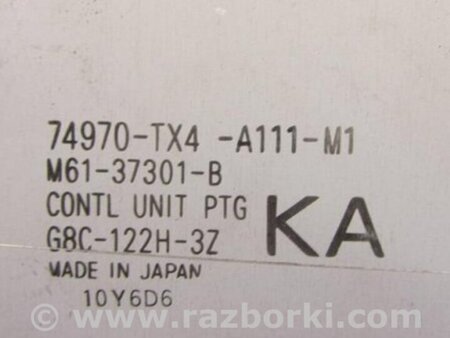 74970-TX4 -A111-M1
M61-37301-B
CONTL UNIT PTG
G8C-122H-3Z KA
MADE IN JAPAN
10Y6D6
© www.razborki.com